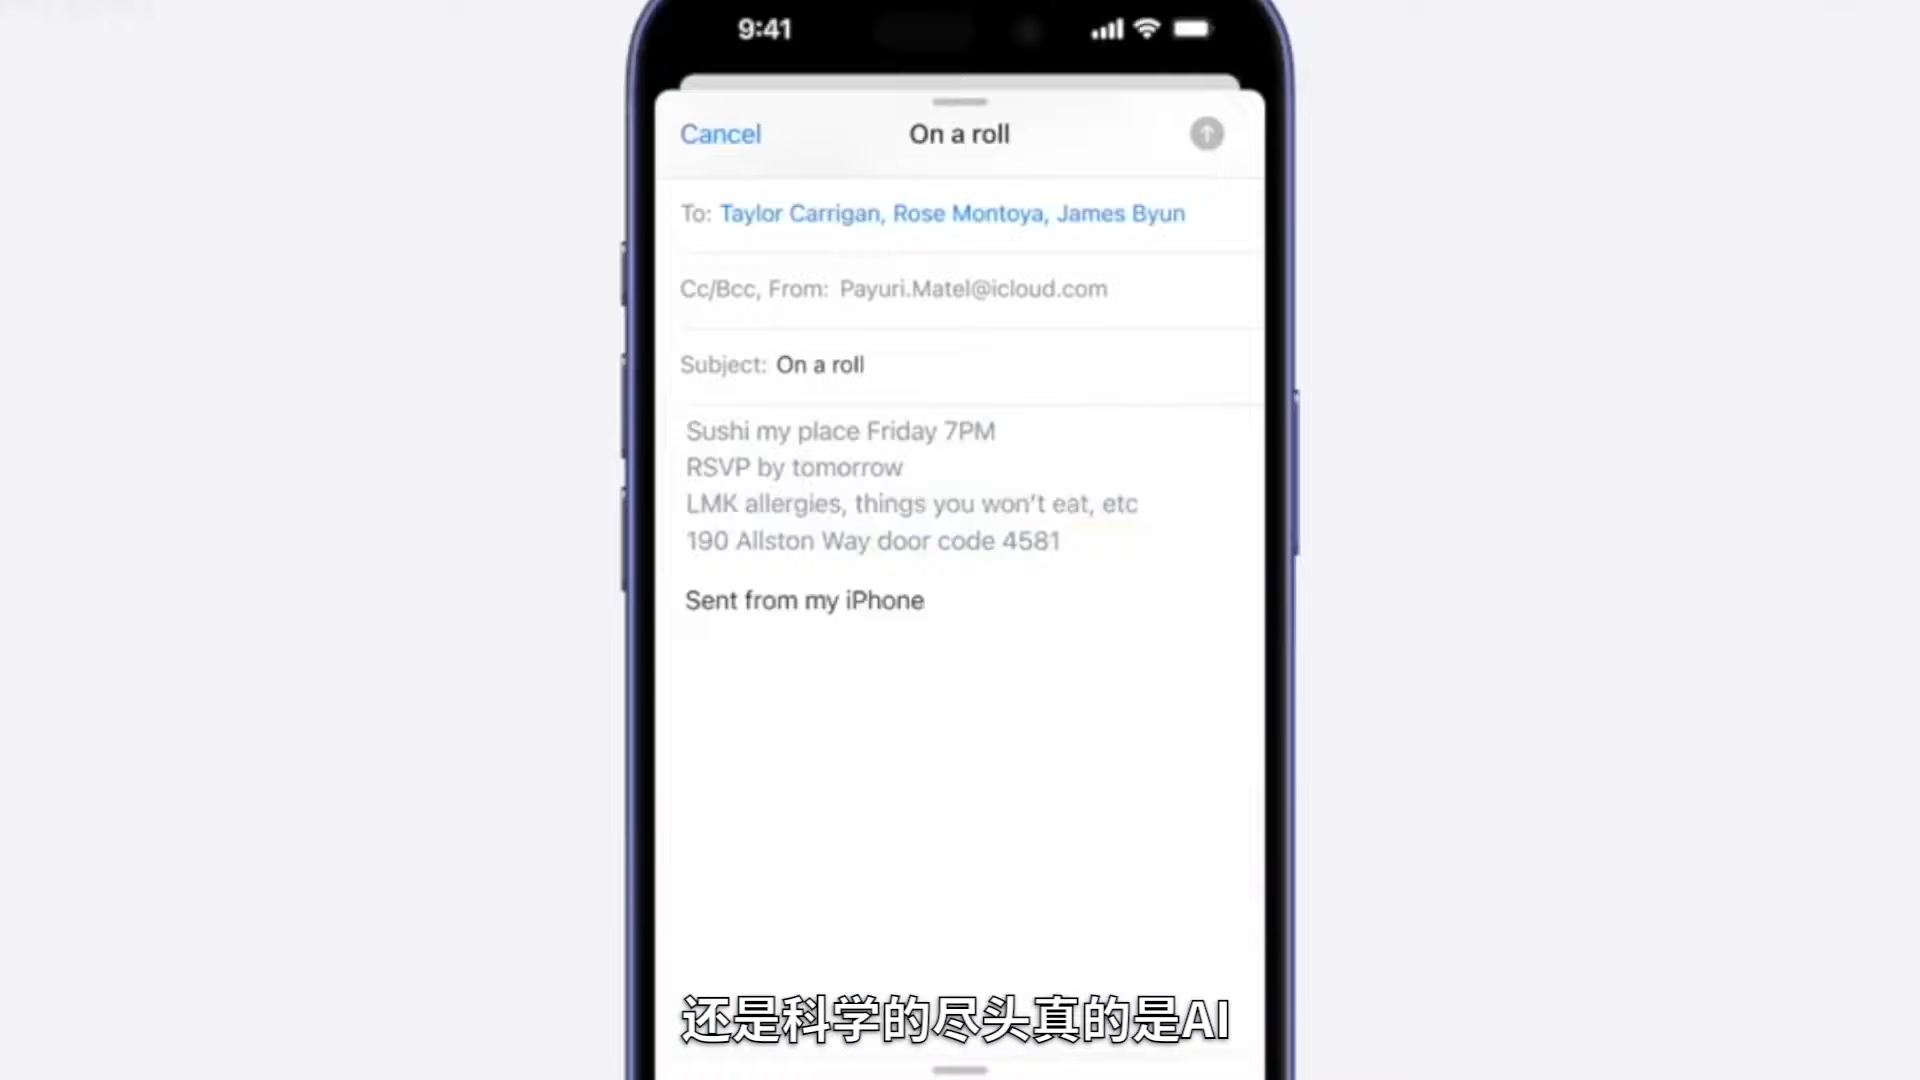 9:41
Cancel
On a roll
To: Taylor Carrigan, Rose Montoya, James Byun
Cc/Bcc, From: Payuri.Matel@icloud.com
Subject: On a roll
Sushi my place Friday 7PM
RSVP by tomorrow
LMK allergies, things you won't eat, etc
190 Allston Way door code 4581
Sent from my iPhone
还是科学的尽头真的是AI